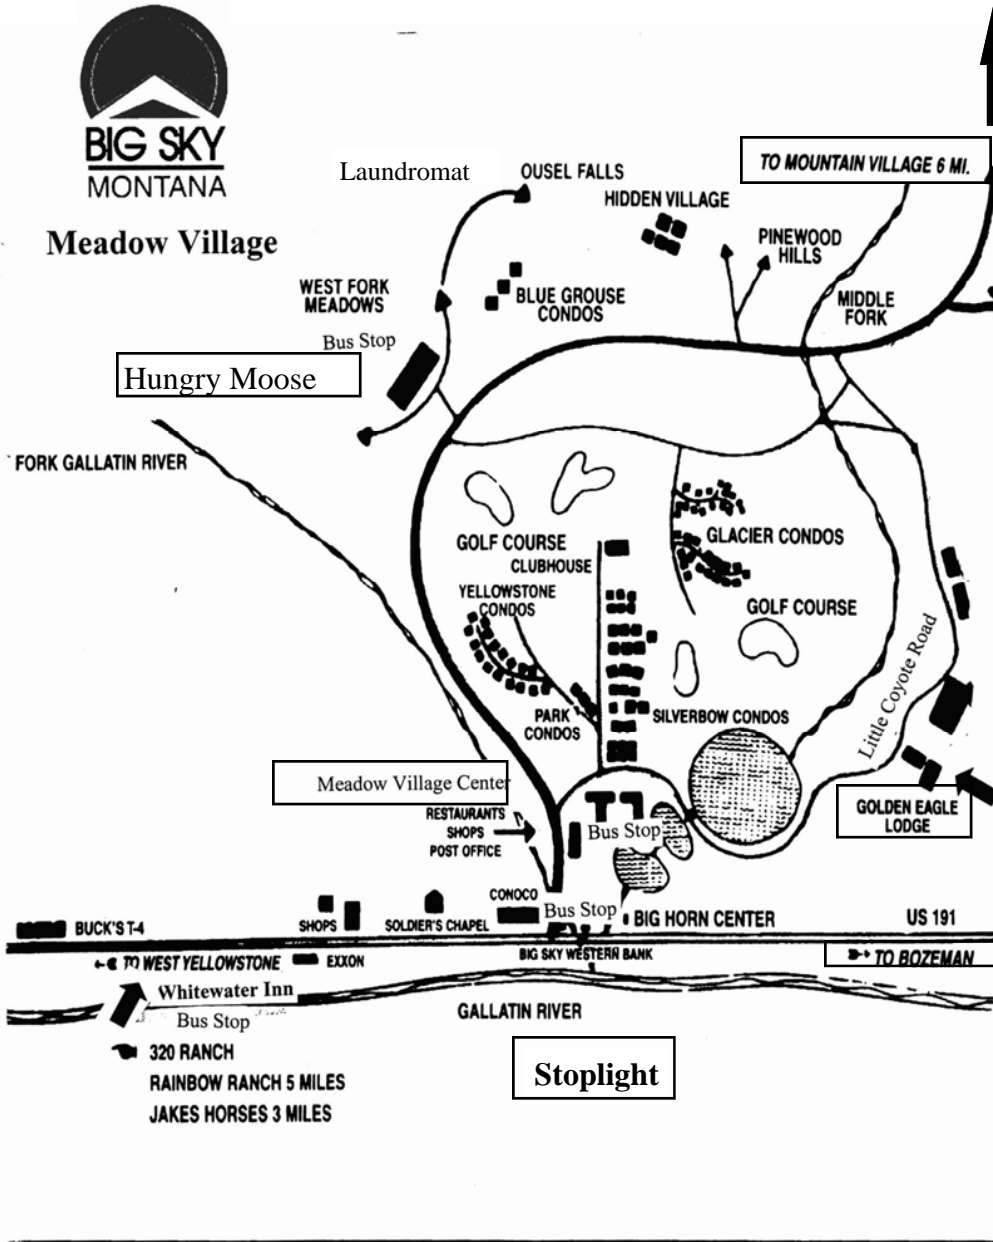 BIG SKY
MONTANA
Meadow Village
Laundromat
OUSEL FALLS
TO MOUNTAIN VILLAGE 6 MI.
HIDDEN VILLAGE
PINEWOOD
HILLS
WEST FORK
MEADOWS
BLUE GROUSE
CONDOS
MIDDLE
FORK
Bus Stop
Hungry Moose
FORK GALLATIN RIVER
GOLF COURSE
CLUBHOUSE
GLACIER CONDOS
YELLOWSTONE
CONDOS
GOLF COURSE
Little Coyote Road
PARK
CONDOS
SILVERBOW CONDOS
Meadow Village Center
RESTAURANTS
SHOPS
POST OFFICE
Bus Stop
GOLDEN EAGLE
LODGE
CONOCO
Bus Stop
BIG HORN CENTER
US 191
BUCK'S T-4
SHOPS
SOLDIER'S CHAPEL
TO WEST YELLOWSTONE
EXXON
BIG SKY WESTERN BANK
TO BOZEMAN
Whitewater Inn
Bus Stop
GALLATIN RIVER
320 RANCH
RAINBOW RANCH 5 MILES
JAKES HORSES 3 MILES
Stoplight